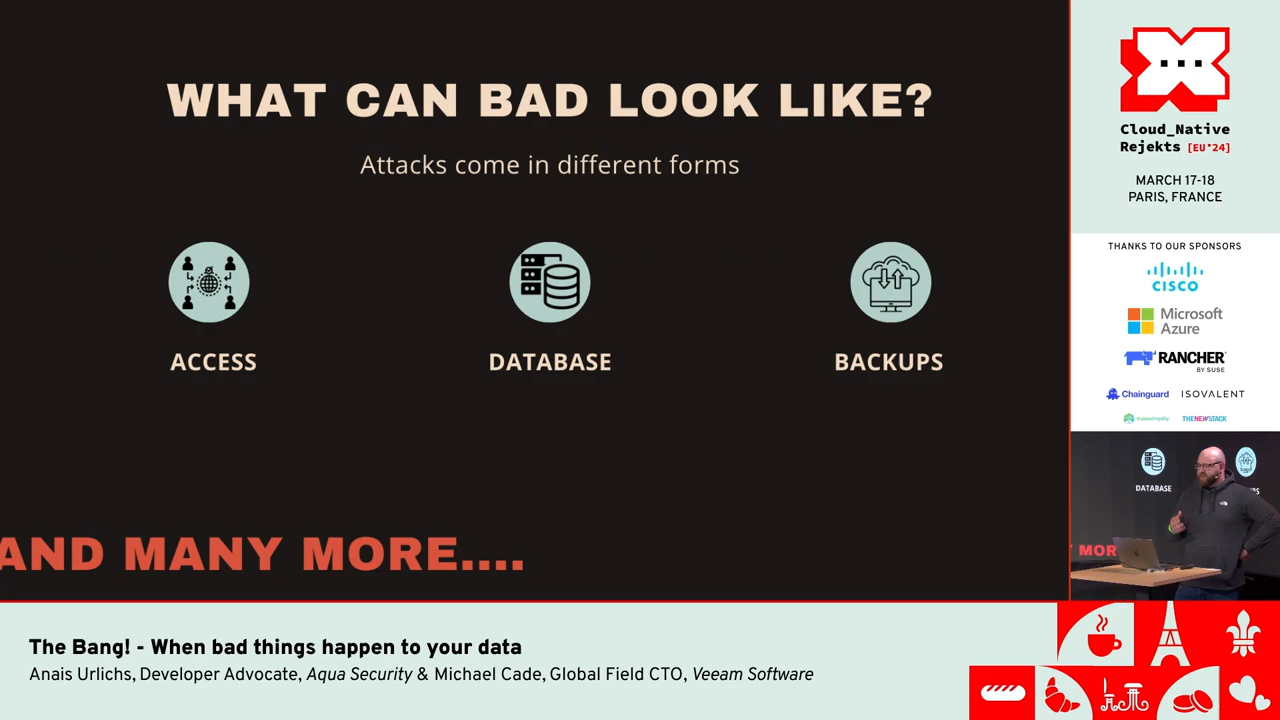 WHAT CAN BAD LOOK LIKE?
Attacks come in different forms
ACCESS
DATABASE
BACKUPS
AND MANY MORE....
Cloud_Native
Rejekts [EU*24]
MARCH 17-18
PARIS, FRANCE
THANKS TO OUR SPONSORS
CISCO
Microsoft
Azure
RANCHER
BY SUSE
Chainguard ISOVALENT
kubesimplify THENEWSTACK
DATABASE
MOR
The Bang! - When bad things happen to your data
Anais Urlichs, Developer Advocate, Aqua Security & Michael Cade, Global Field CTO, Veeam Software